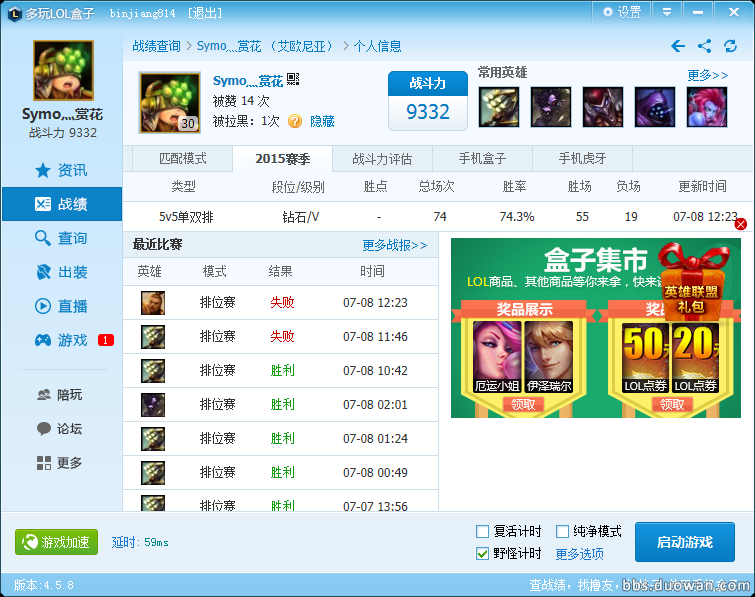 多玩LOL盒子 binjiang814 [退出] 设置
战绩查询 > Symo灬赏花 (艾欧尼亚) > 个人信息
Symo灬赏花
战斗力 9332
资讯
战绩
查询
出装
直播
游戏 1
陪玩
论坛
更多
30
Symo灬赏花
被赞 14 次
被拉黑: 1次 ? 隐藏
战斗力
9332
常用英雄 更多>>
匹配模式 2015赛季 战斗力评估 手机盒子 手机虎牙
类型 段位/级别 胜点 总场次 胜率 胜场 负场 更新时间
5v5单双排 钻石/V - 74 74.3% 55 19 07-08 12:23
最近比赛 更多战报>>
英雄 模式 结果 时间
排位赛 失败 07-08 12:23
排位赛 失败 07-08 11:46
排位赛 胜利 07-08 10:42
排位赛 胜利 07-08 02:01
排位赛 胜利 07-08 01:24
排位赛 胜利 07-08 00:49
排位赛 胜利 07-07 13:56
盒子集市
LOL商品、其他商品等你来拿，快来
英雄联盟
礼包
奖品展示
厄运小姐 伊泽瑞尔
领取
奖
50元 20元
LOL点券 LOL点券
领取
游戏加速 延时: 59ms
复活计时 纯净模式
野怪计时 更多选项
启动游戏
版本:4.5.8
查战绩，找撸友，
bbs.duowan.com